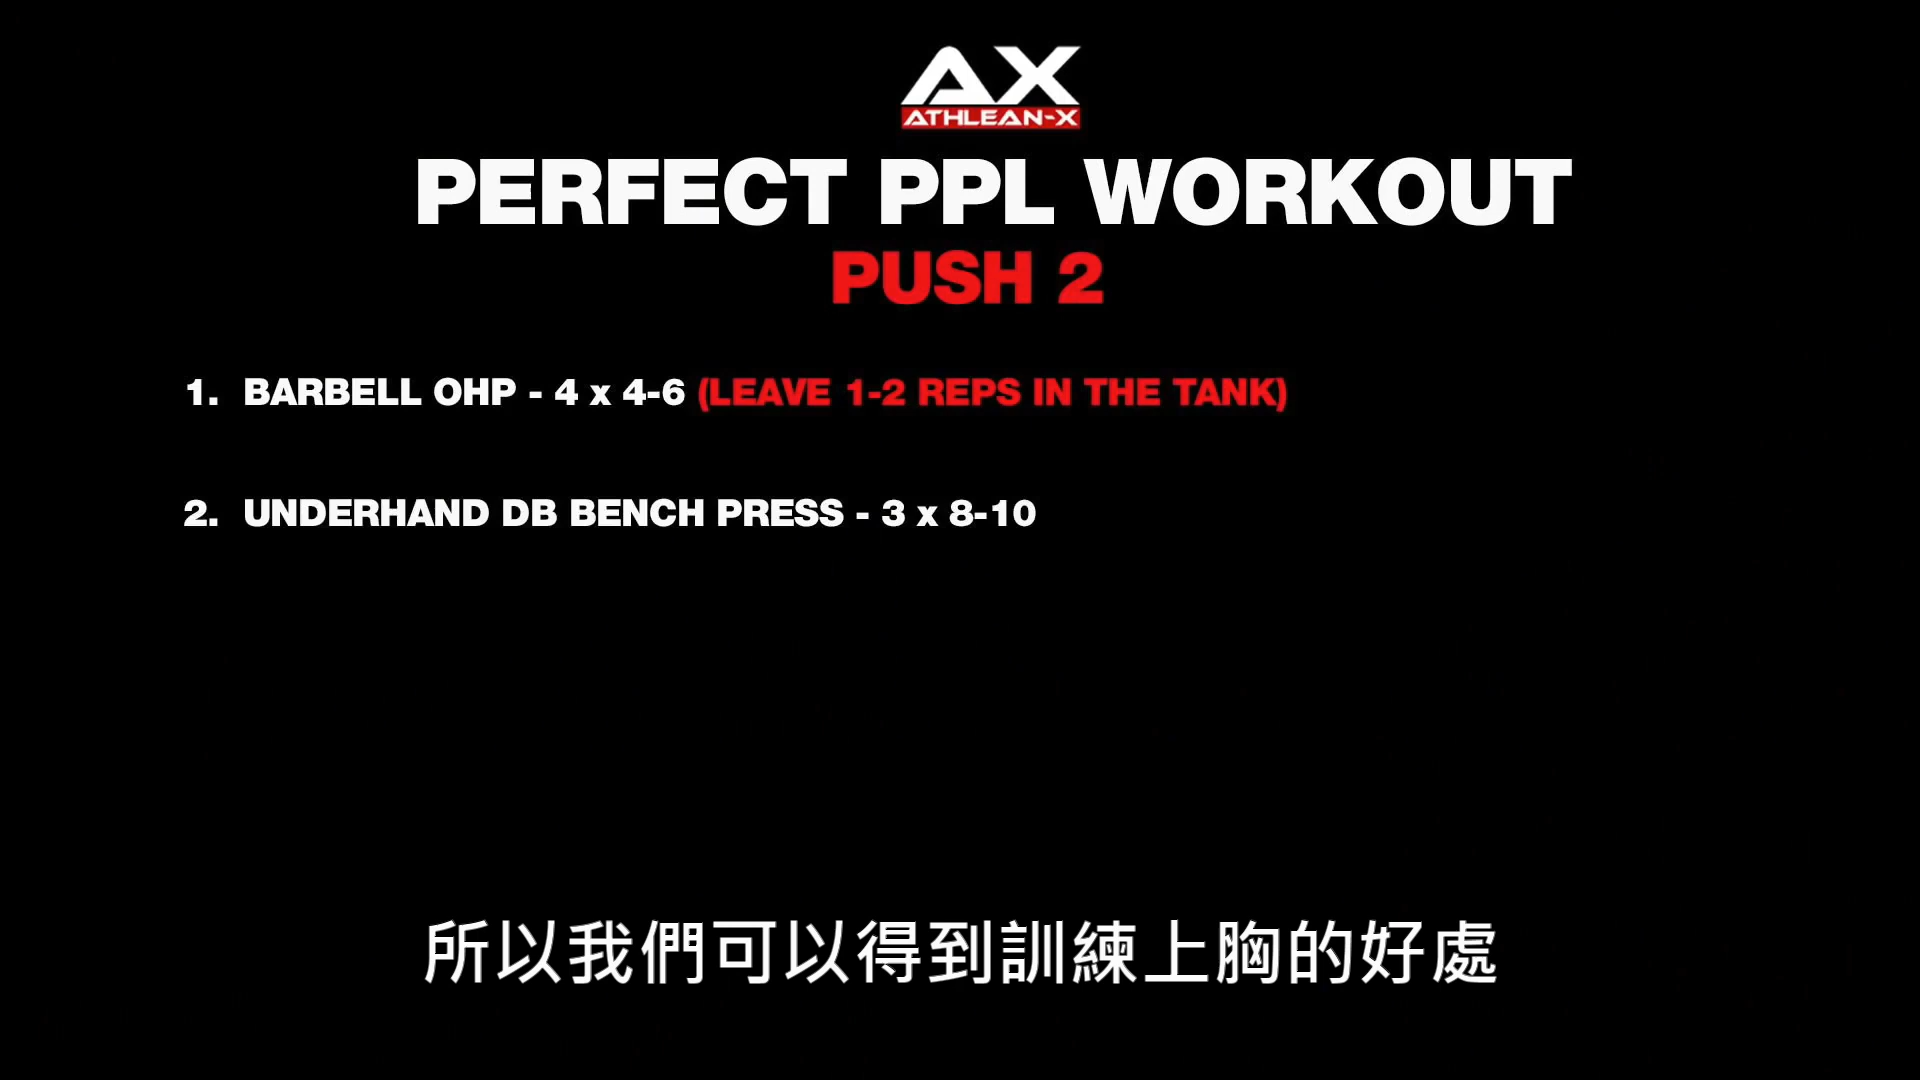 AX
ATHLEAN-X
PERFECT PPL WORKOUT
PUSH 2
1. BARBELL OHP - 4 x 4-6 (LEAVE 1-2 REPS IN THE TANK)
2. UNDERHAND DB BENCH PRESS - 3 x 8-10
所以我們可以得到訓練上胸的好處